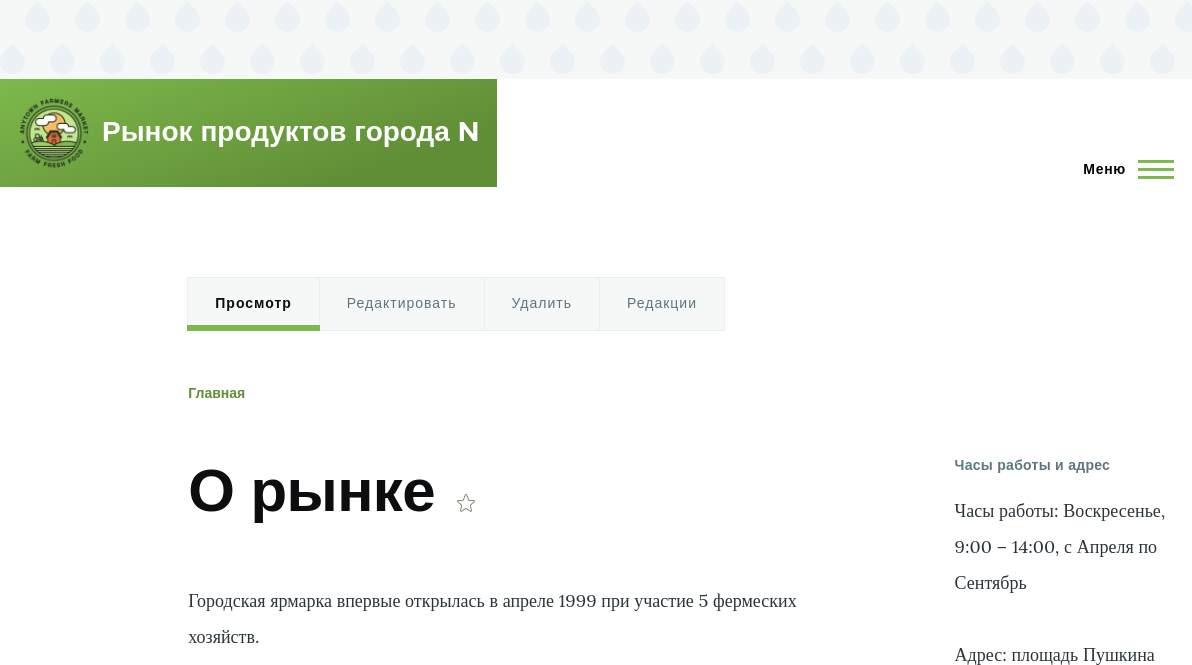 ANYTOWN FARMERS MARKET
FARM FRESH FOOD
Рынок продуктов города N
Меню
Просмотр
Редактировать
Удалить
Редакции
Главная
О рынке
Городская ярмарка впервые открылась в апреле 1999 при участие 5 фермеских
хозяйств.
Часы работы и адрес
Часы работы: Воскресенье,
9:00 – 14:00, с Апреля по
Сентябрь
Адрес: площадь Пушкина